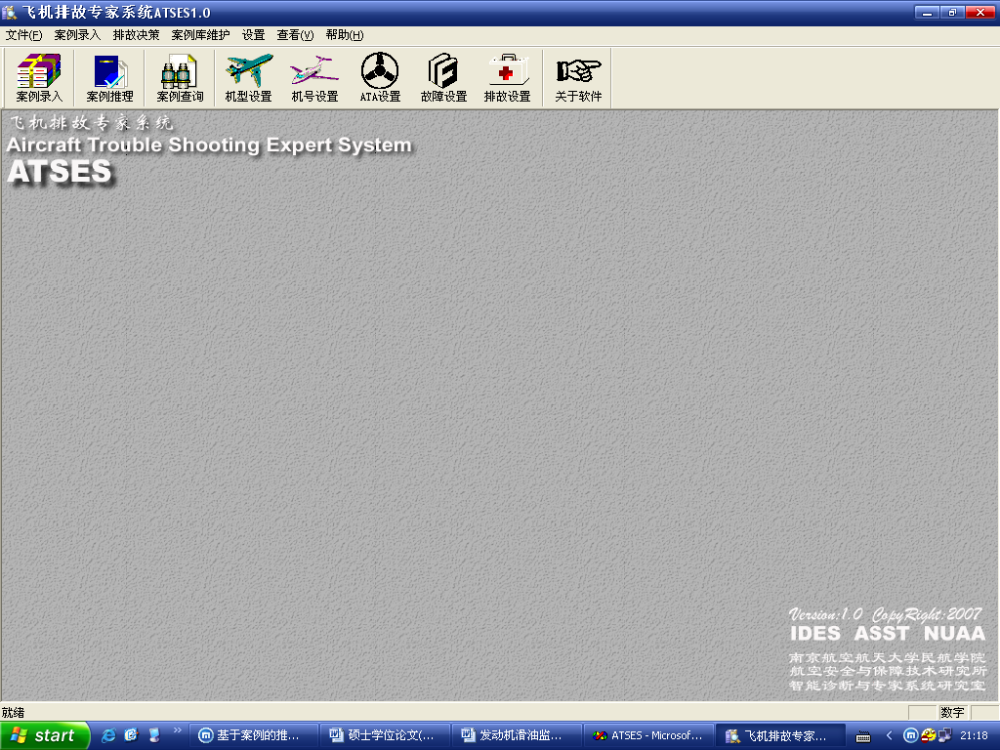 飞机排故专家系统ATSES1.0
文件(F) 案例录入 排故决策 案例库维护 设置 查看(V) 帮助(H)
案例录入 案例推理 案例查询 机型设置 机号设置 ATA设置 故障设置 排故设置 关于软件
飞机排故专家系统
Aircraft Trouble Shooting Expert System
ATSES
Version:1.0 CopyRight:2007
IDES ASST NUAA
南京航空航天大学民航学院
航空安全与保障技术研究所
智能诊断与专家系统研究室
就绪 数字
start 基于案例的推... 硕士学位论文(... 发动机滑油监... ATSES - Microsof... 飞机排故专家... 21:18